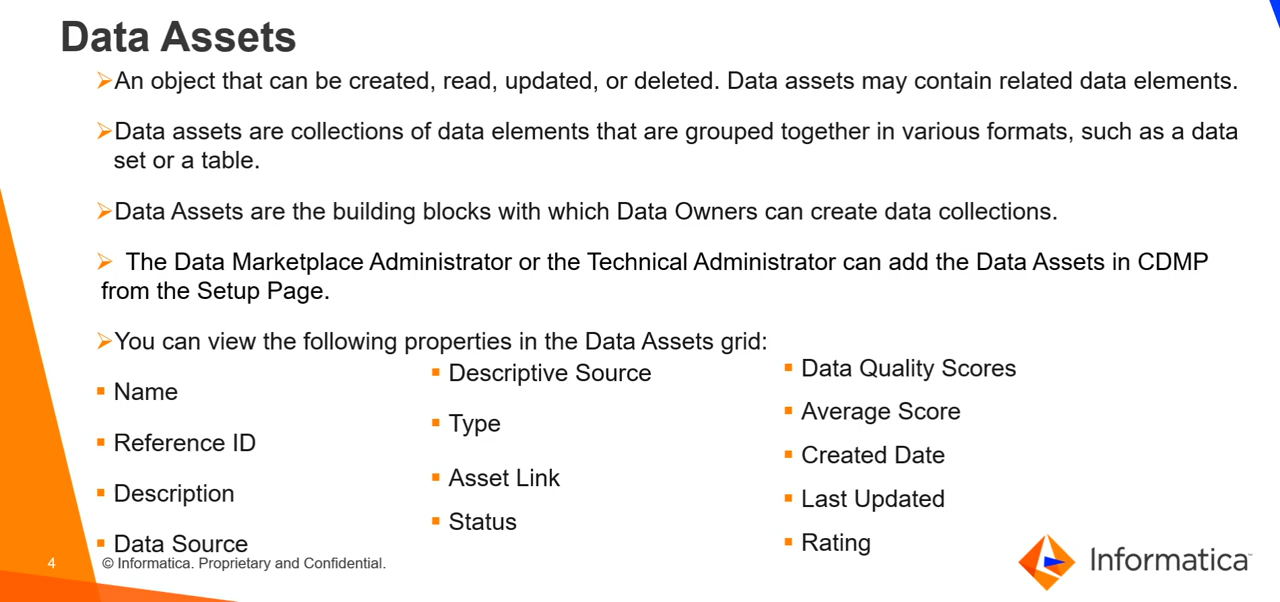 Data Assets
➢An object that can be created, read, updated, or deleted. Data assets may contain related data elements.
➢Data assets are collections of data elements that are grouped together in various formats, such as a data
set or a table.
➢Data Assets are the building blocks with which Data Owners can create data collections.
➢ The Data Marketplace Administrator or the Technical Administrator can add the Data Assets in CDMP
from the Setup Page.
➢You can view the following properties in the Data Assets grid:
▪ Name
▪ Reference ID
▪ Description
▪ Data Source
▪ Descriptive Source
▪ Type
▪ Asset Link
▪ Status
▪ Data Quality Scores
▪ Average Score
▪ Created Date
▪ Last Updated
▪ Rating
4
© Informatica. Proprietary and Confidential.
Informatica™